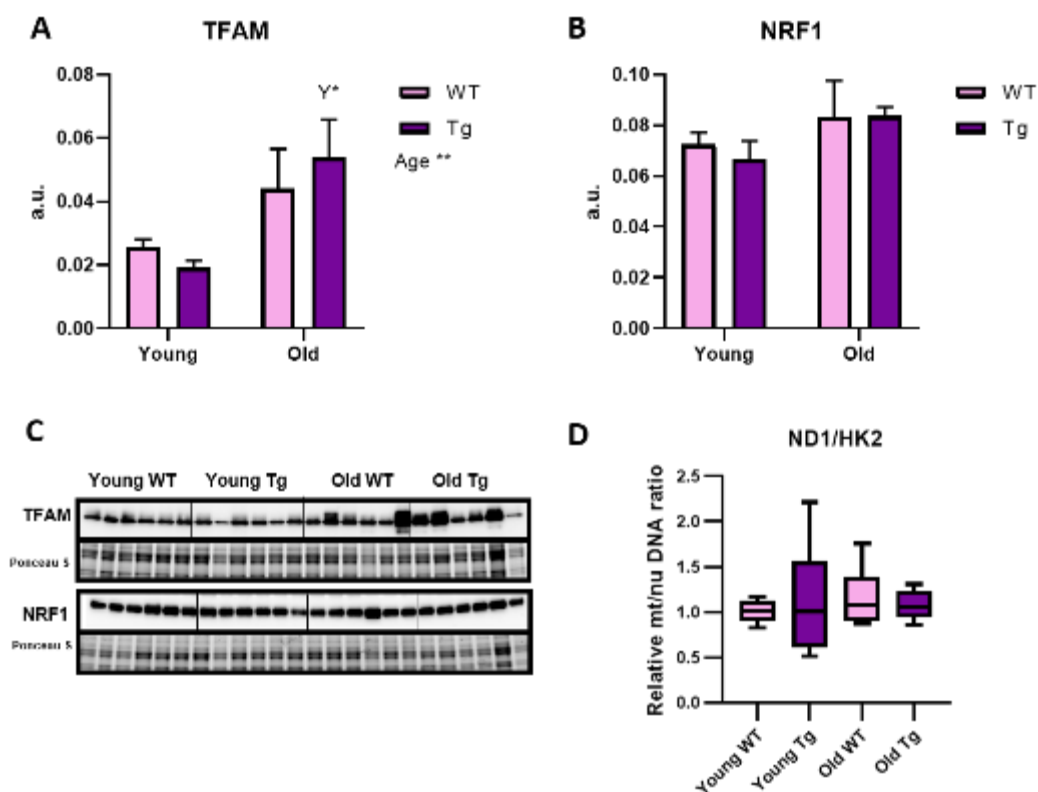 A
TFAM
0.08
0.06
0.04
0.02
0.00
a.u.
Young
Old
Y*
WT
Tg
Age **
B
NRF1
0.10
0.08
0.06
0.04
0.02
0.00
a.u.
Young
Old
WT
Tg
C
Young WT Young Tg Old WT Old Tg
TFAM
Ponceau S
NRF1
Ponceau S
D
ND1/HK2
Relative mt/nu DNA ratio
2.5
2.0
1.5
1.0
0.5
0.0
Young WT
Young Tg
Old WT
Old Tg